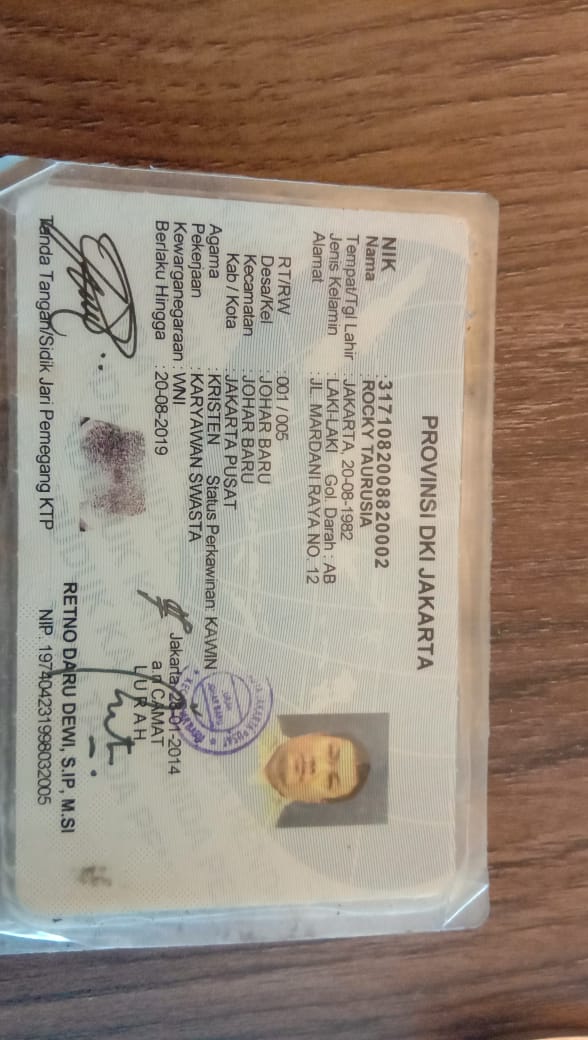 PROVINSI DKI JAKARTA
NIK : 3171082008820002
Nama : ROCKY TAURUSIA
Tempat/Tgl Lahir : JAKARTA, 20-08-1982
Jenis Kelamin : LAKI-LAKI Gol. Darah : AB
Alamat : JL. MARDANI RAYA NO. 12
RT/RW : 001 / 005
Desa/Kel : JOHAR BARU
Kecamatan : JOHAR BARU
Kab / Kota : JAKARTA PUSAT
Agama : KRISTEN Status Perkawinan: KAWIN
Pekerjaan : KARYAWAN SWASTA
Kewarganegaraan : WNI
Berlaku Hingga : 20-08-2019
Jakarta, -01-2014
a.n CAMAT
LURAH
RETNO DARU DEWI, S.IP, M.SI
NIP. 197404231998032005
Tanda Tangan/Sidik Jari Pemegang KTP